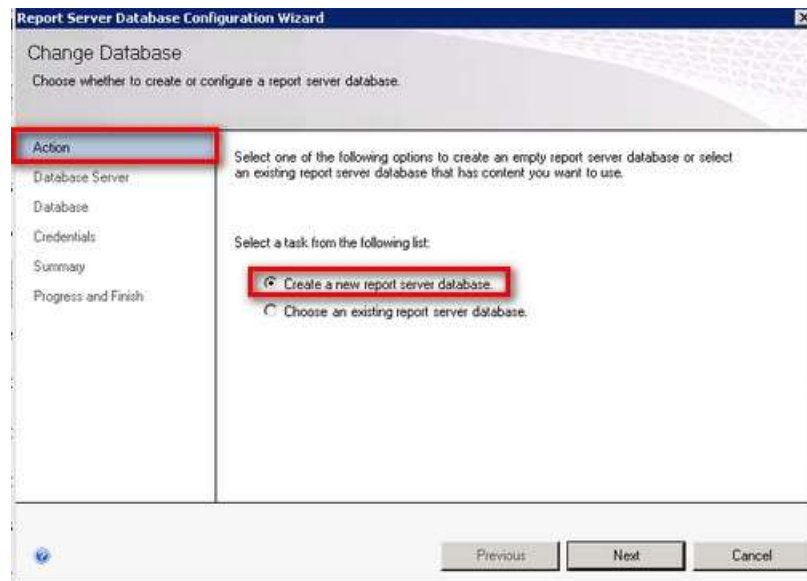 Report Server Database Configuration Wizard
Change Database
Choose whether to create or configure a report server database.
Action
Database Server
Database
Credentials
Summary
Progress and Finish
Select one of the following options to create an empty report server database or select
an existing report server database that has content you want to use.
Select a task from the following list:
Create a new report server database.
Choose an existing report server database.
Previous
Next
Cancel